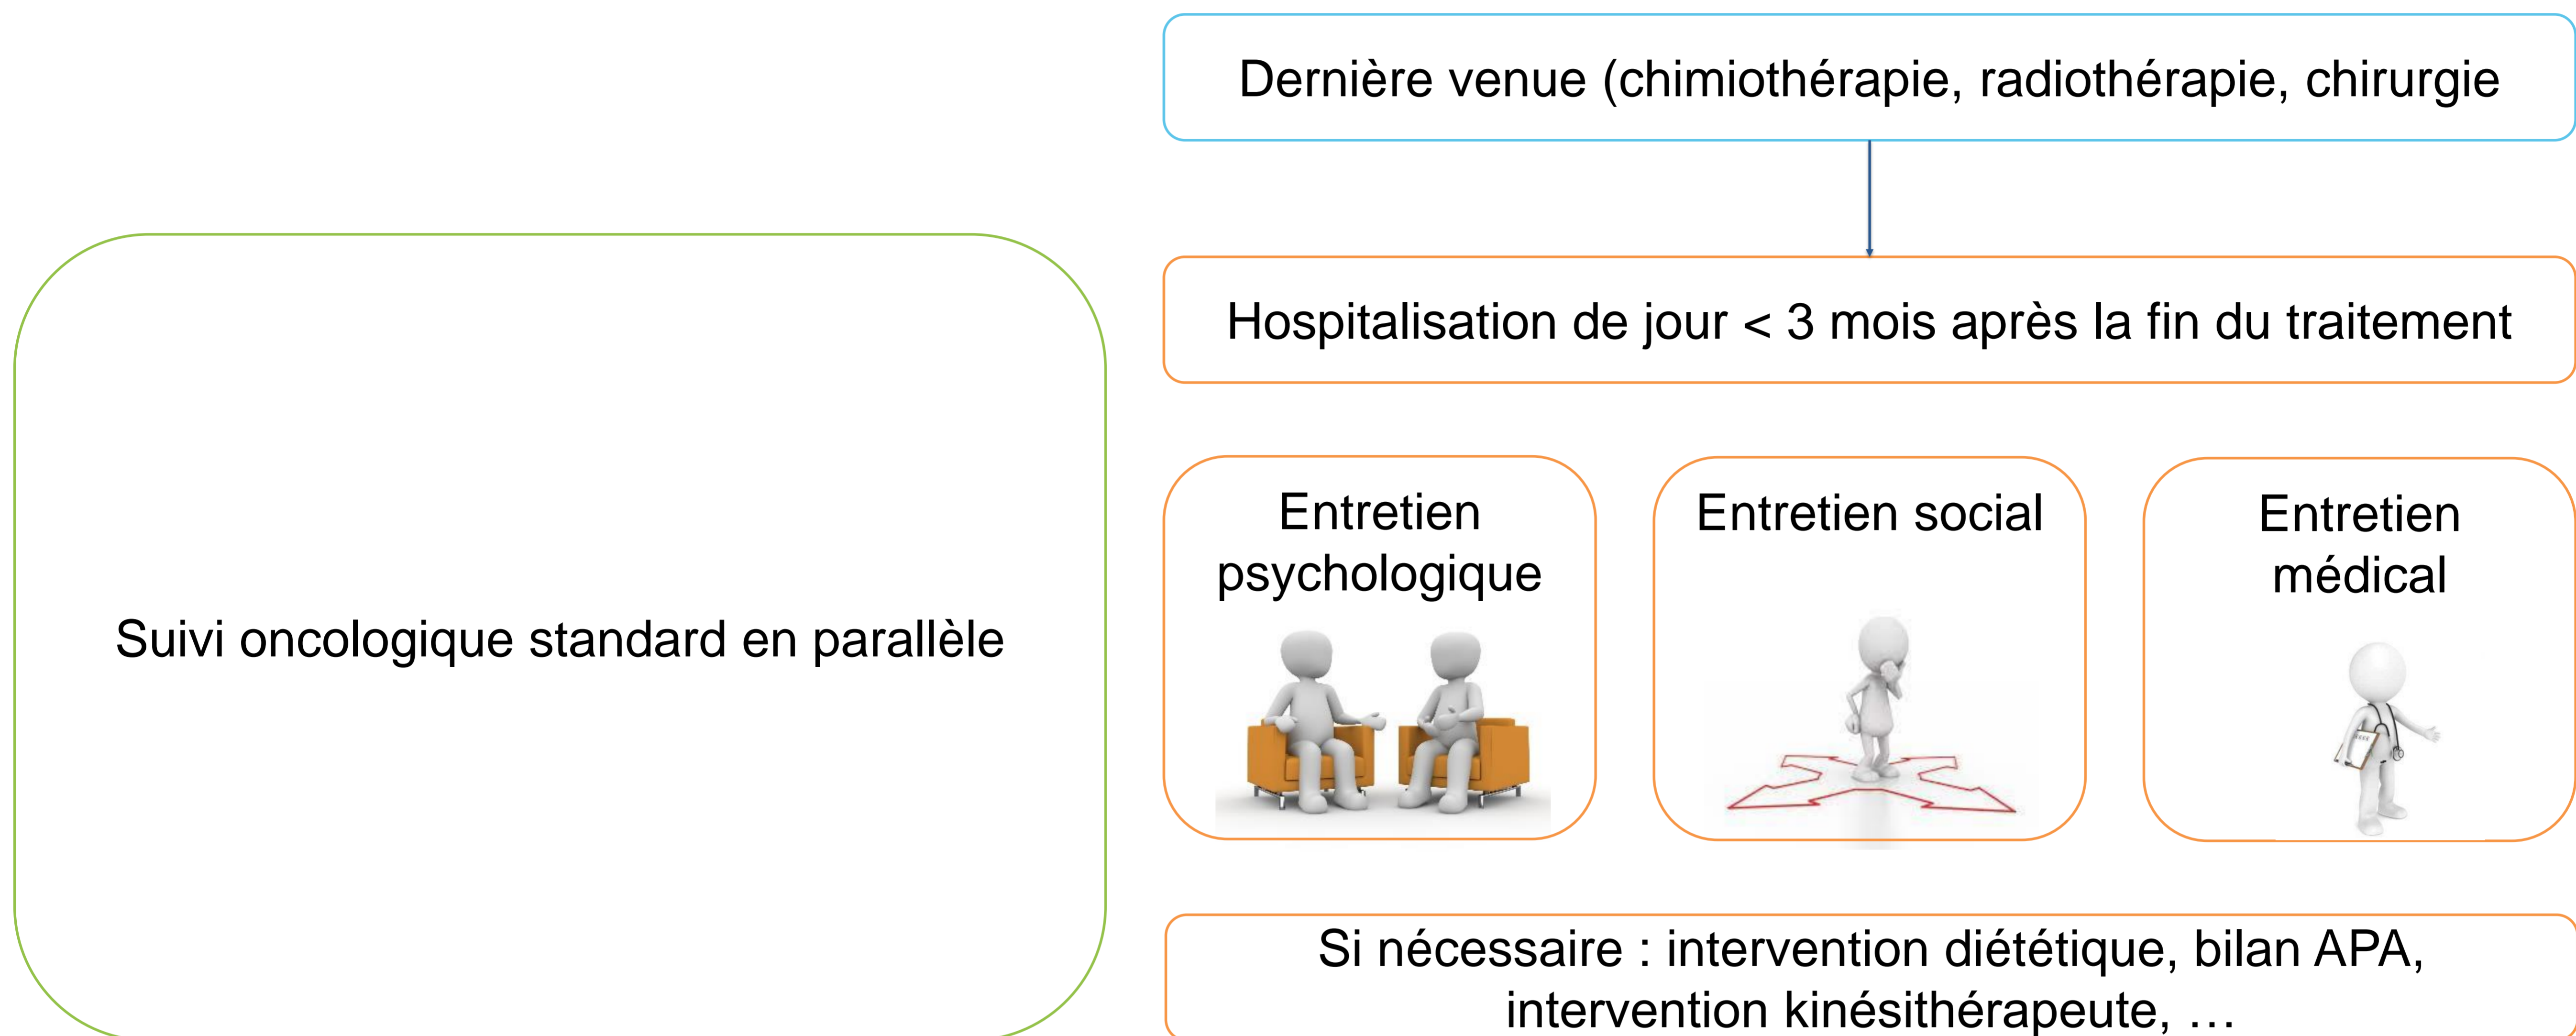 Dernière venue (chimiothérapie, radiothérapie, chirurgie
Hospitalisation de jour < 3 mois après la fin du traitement
Suivi oncologique standard en parallèle
Entretien
psychologique
Entretien social
Entretien
médical
Si nécessaire : intervention diététique, bilan APA,
intervention kinésithérapeute, …